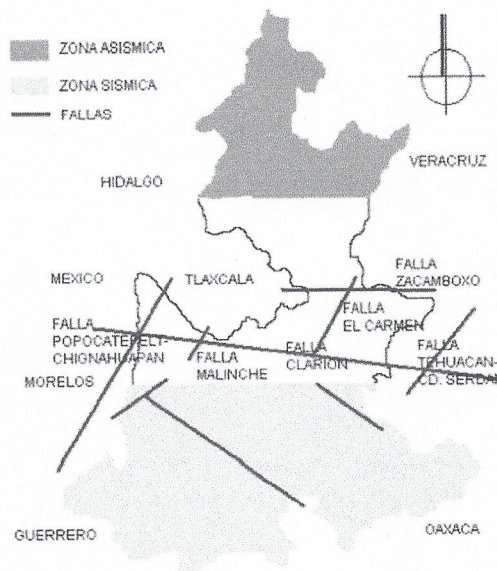 ZONA ASISMICA
ZONA SISMICA
FALLAS
VERACRUZ
HIDALGO
MEXICO
TLAXCALA
FALLA
ZACAMBOXO
FALLA
EL CARMEN
FALLA
POPOCATEPELT-
CHIGNAHUAPAN
FALLA
MALINCHE
FALLA
CLARION
FALLA
TEHUACAN-
CD. SERDAN
MORELOS
GUERRERO
OAXACA